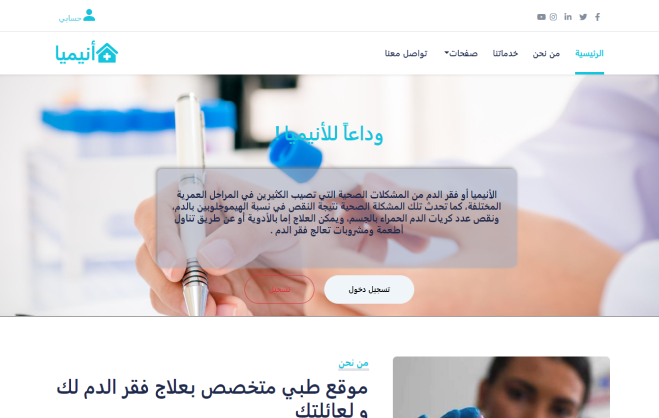 حسابي
أنيميا
الرئيسية من نحن خدماتنا صفحات تواصل معنا
وداعاً للأنيميا !
الأنيميا أو فقر الدم من المشكلات الصحية التي تصيب الكثيرين في المراحل العمرية
المختلفة، كما تحدث تلك المشكلة الصحية نتيجة النقص في نسبة الهيموجلوبين بالدم،
ونقص عدد كريات الدم الحمراء بالجسم، ويمكن العلاج إما بالأدوية أو عن طريق تناول
أطعمة ومشروبات تعالج فقر الدم .
تسجيل دخول
من نحن
موقع طبي متخصص بعلاج فقر الدم لك
و لعائلتك